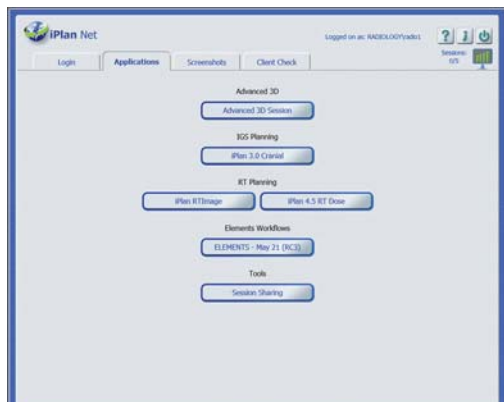 iPlan Net
Logged on as: RADIOLOGY\radio1
Sessions:
0/5
Login Applications Screenshots Client Check
Advanced 3D
Advanced 3D Session
IGS Planning
iPlan 3.0 Cranial
RT Planning
iPlan RTImage iPlan 4.5 RT Dose
Elements Workflows
ELEMENTS - May 21 (RC3)
Tools
Session Sharing